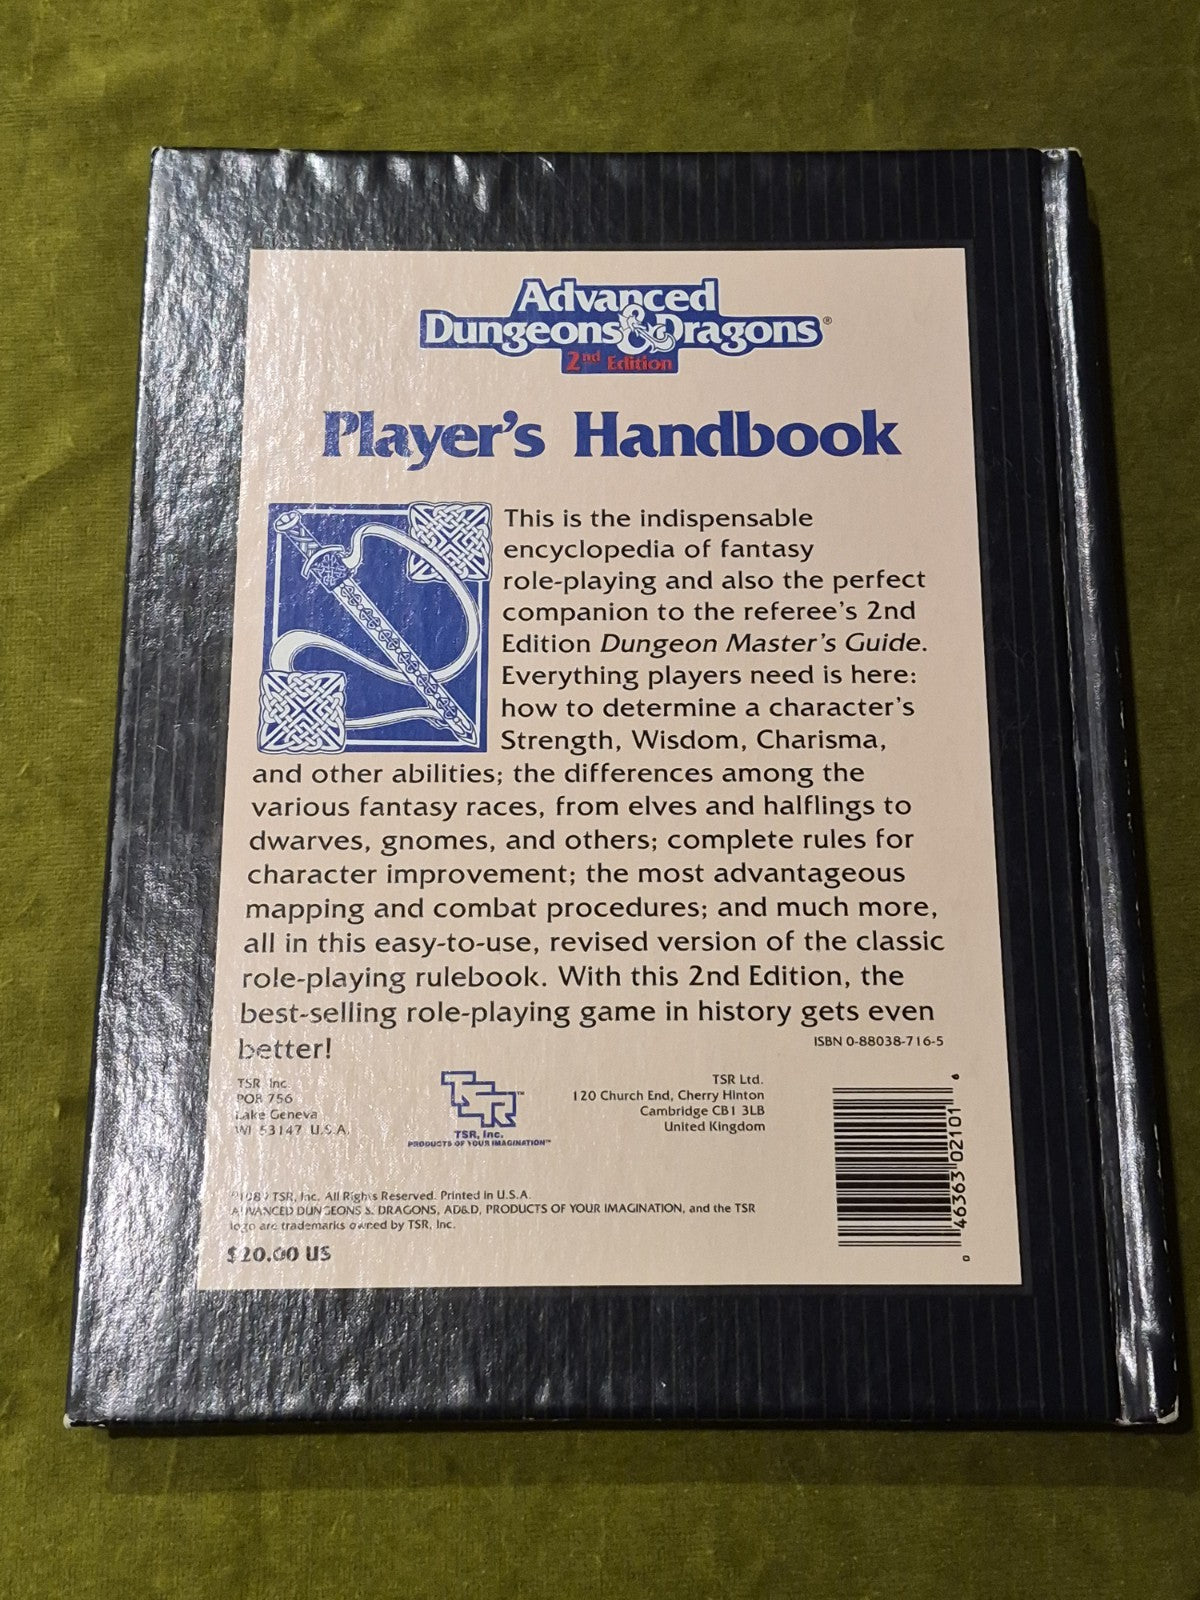 Advanced
Dungeons & Dragons®
2nd Edition
Player's Handbook
This is the indispensable
encyclopedia of fantasy
role-playing and also the perfect
companion to the referee's 2nd
Edition Dungeon Master's Guide.
Everything players need is here:
how to determine a character's
Strength, Wisdom, Charisma,
and other abilities; the differences among the
various fantasy races, from elves and halflings to
dwarves, gnomes, and others; complete rules for
character improvement; the most advantageous
mapping and combat procedures; and much more,
all in this easy-to-use, revised version of the classic
role-playing rulebook. With this 2nd Edition, the
best-selling role-playing game in history gets even
better!
ISBN 0-88038-716-5
TSR Inc.
POB 756
Lake Geneva
WI 53147 U.S.A.
TSR™
TSR, Inc.
PRODUCTS OF YOUR IMAGINATION™
TSR Ltd.
120 Church End, Cherry Hinton
Cambridge CB1 3LB
United Kingdom
0 46363 02101 6
©1989 TSR, Inc. All Rights Reserved. Printed in U.S.A.
ADVANCED DUNGEONS & DRAGONS, AD&D, PRODUCTS OF YOUR IMAGINATION, and the TSR
logo are trademarks owned by TSR, Inc.
$20.00 US